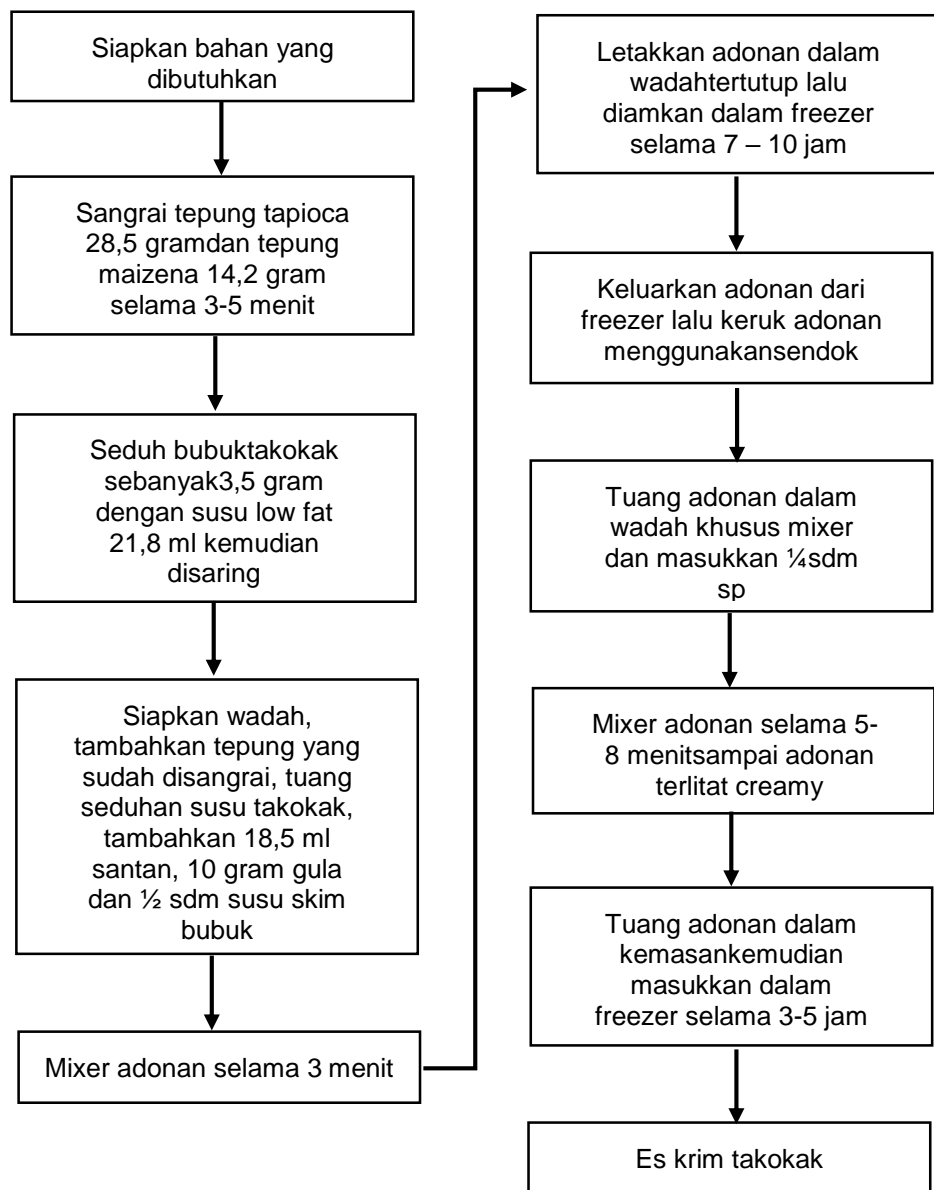 Siapkan bahan yang
dibutuhkan
Sangrai tepung tapioca
28,5 gramdan tepung
maizena 14,2 gram
selama 3-5 menit
Seduh bubuktakokak
sebanyak3,5 gram
dengan susu low fat
21,8 ml kemudian
disaring
Siapkan wadah,
tambahkan tepung yang
sudah disangrai, tuang
seduhan susu takokak,
tambahkan 18,5 ml
santan, 10 gram gula
dan ½ sdm susu skim
bubuk
Mixer adonan selama 3 menit
Letakkan adonan dalam
wadahtertutup lalu
diamkan dalam freezer
selama 7 – 10 jam
Keluarkan adonan dari
freezer lalu keruk adonan
menggunakansendok
Tuang adonan dalam
wadah khusus mixer
dan masukkan ¼sdm
sp
Mixer adonan selama 5-
8 menitsampai adonan
terlitat creamy
Tuang adonan dalam
kemasankemudian
masukkan dalam
freezer selama 3-5 jam
Es krim takokak